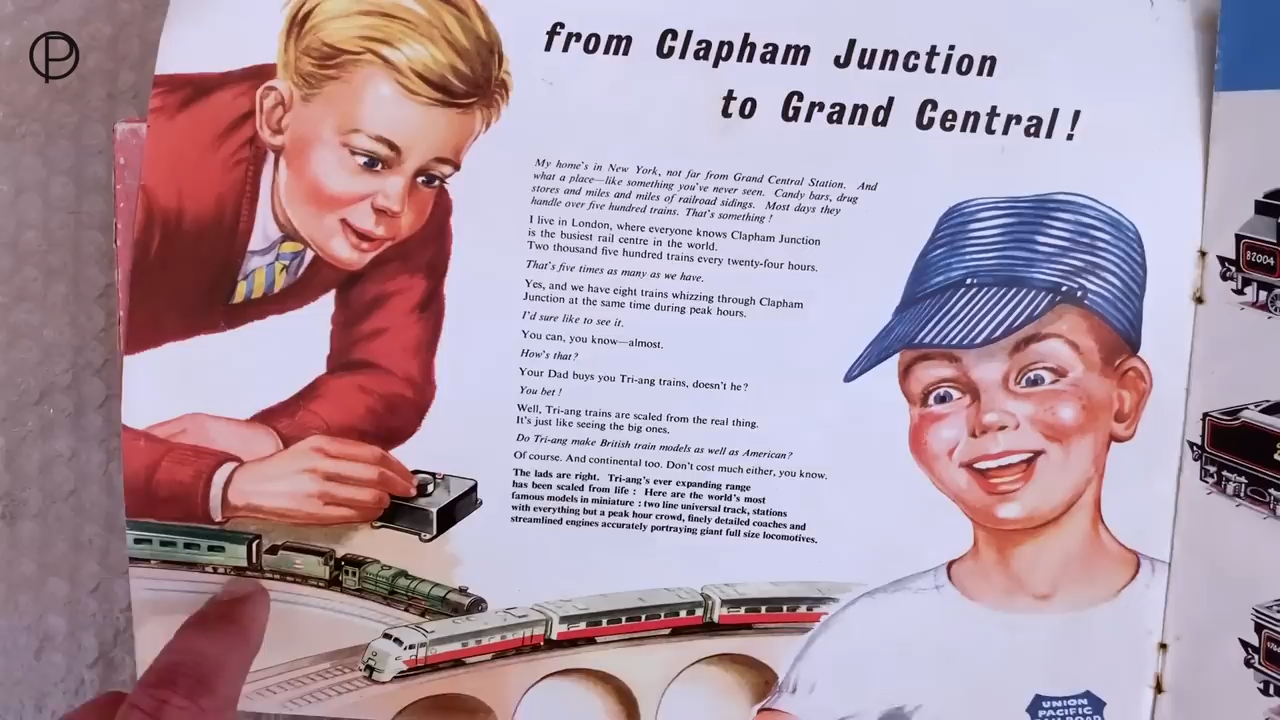 from Clapham Junction
to Grand Central!
My home's in New York, not far from Grand Central Station. And
what a place—like something you've never seen. Candy bars, drug
stores and miles and miles of railroad sidings. Most days they
handle over five hundred trains. That's something!
I live in London, where everyone knows Clapham Junction
is the busiest rail centre in the world.
Two thousand five hundred trains every twenty-four hours.
That's five times as many as we have.
Yes, and we have eight trains whizzing through Clapham
Junction at the same time during peak hours.
I'd sure like to see it.
You can, you know—almost.
How's that?
Your Dad buys you Tri-ang trains, doesn't he?
You bet!
Well, Tri-ang trains are scaled from the real thing.
It's just like seeing the big ones.
Do Tri-ang make British train models as well as American?
Of course. And continental too. Don't cost much either, you know.
The lads are right. Tri-ang's ever expanding range
has been scaled from life : Here are the world's most
famous models in miniature : two line universal track, stations
with everything but a peak hour crowd, finely detailed coaches and
streamlined engines accurately portraying giant full size locomotives.
UNION
PACIFIC
RAILROAD
82004